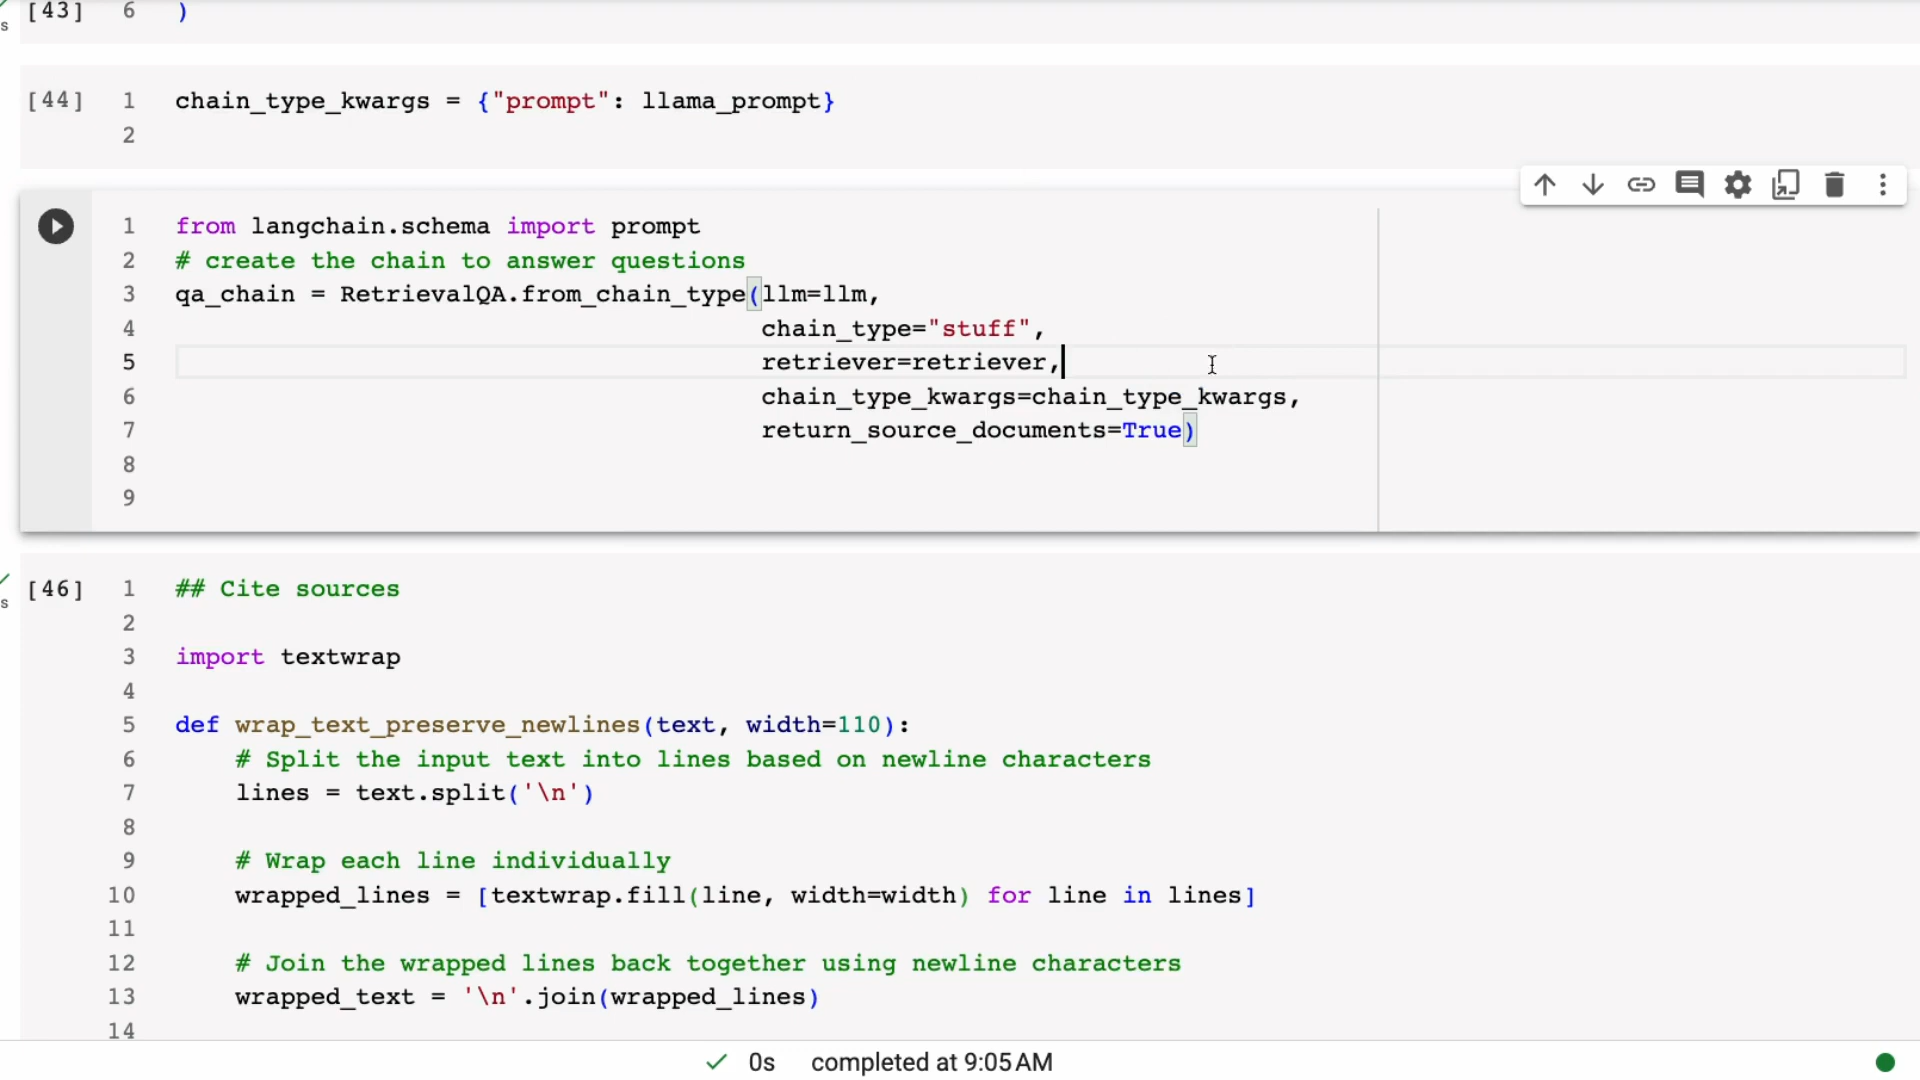 s [43] 6 )
[44] 1 chain_type_kwargs = {"prompt": llama_prompt}
2
1 from langchain.schema import prompt
2 # create the chain to answer questions
3 qa_chain = RetrievalQA.from_chain_type(llm=llm,
4 chain_type="stuff",
5 retriever=retriever,
6 chain_type_kwargs=chain_type_kwargs,
7 return_source_documents=True)
8
9
s [46] 1 ## Cite sources
2
3 import textwrap
4
5 def wrap_text_preserve_newlines(text, width=110):
6 # Split the input text into lines based on newline characters
7 lines = text.split('\n')
8
9 # Wrap each line individually
10 wrapped_lines = [textwrap.fill(line, width=width) for line in lines]
11
12 # Join the wrapped lines back together using newline characters
13 wrapped_text = '\n'.join(wrapped_lines)
14
0s completed at 9:05 AM